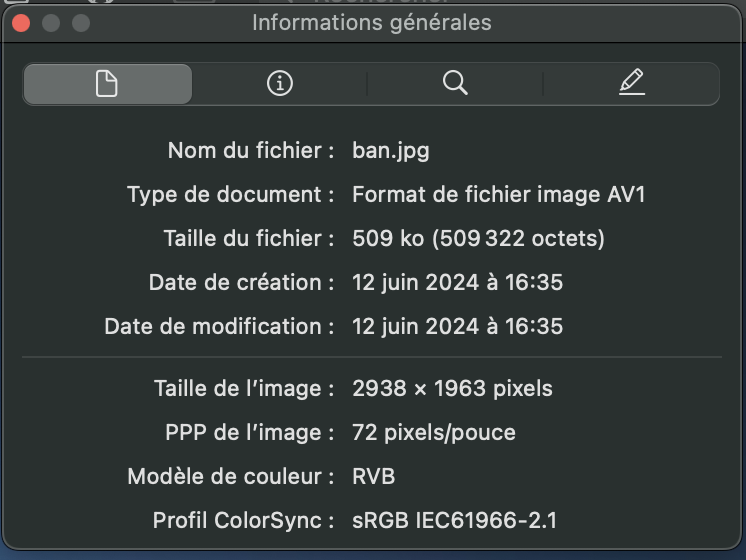 Informations générales
Nom du fichier : ban.jpg
Type de document : Format de fichier image AV1
Taille du fichier : 509 ko (509 322 octets)
Date de création : 12 juin 2024 à 16:35
Date de modification : 12 juin 2024 à 16:35
Taille de l’image : 2938 × 1963 pixels
PPP de l’image : 72 pixels/pouce
Modèle de couleur : RVB
Profil ColorSync : sRGB IEC61966-2.1